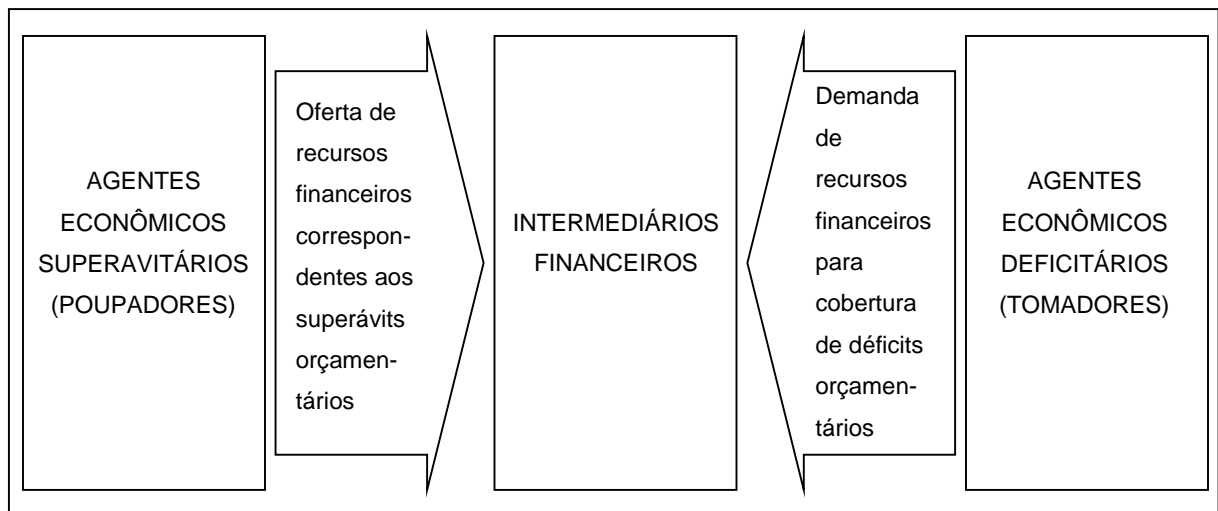 AGENTES
ECONÔMICOS
SUPERAVITÁRIOS
(POUPADORES)
Oferta de
recursos
financeiros
correspon-
dentes aos
superávits
orçamen-
tários
INTERMEDIÁRIOS
FINANCEIROS
Demanda
de
recursos
financeiros
para
cobertura
de déficits
orçamen-
tários
AGENTES
ECONÔMICOS
DEFICITÁRIOS
(TOMADORES)